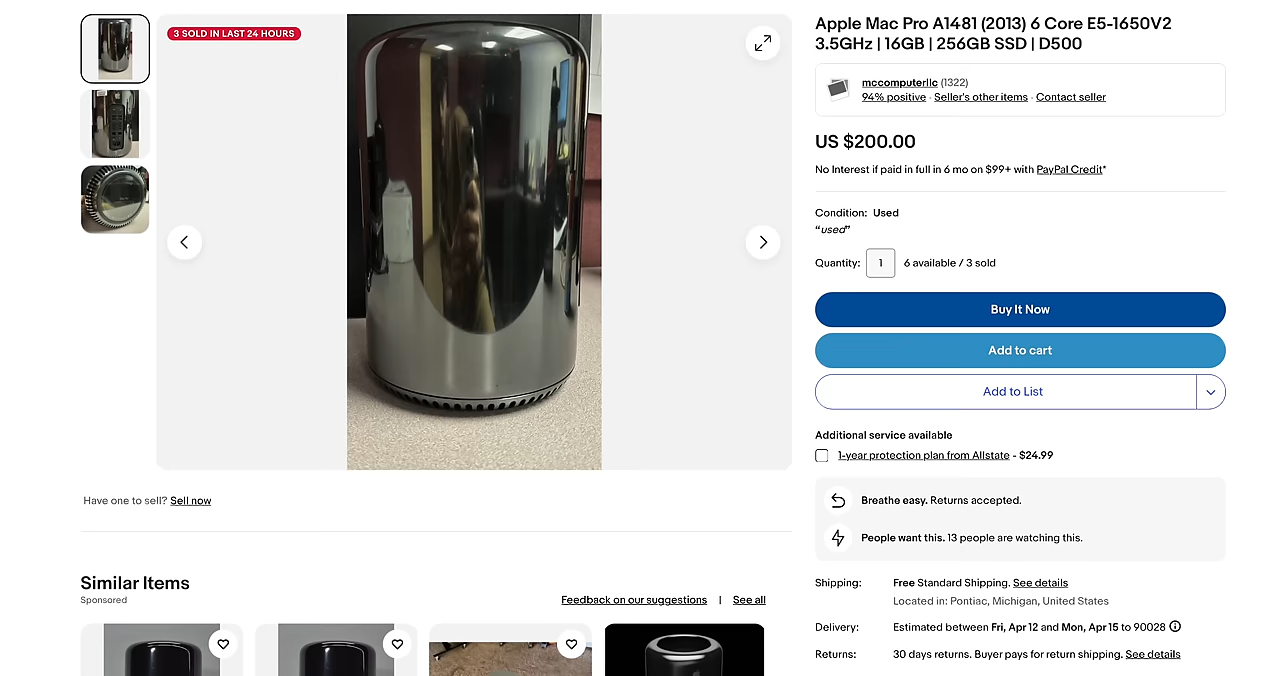 3 SOLD IN LAST 24 HOURS
Apple Mac Pro A1481 (2013) 6 Core E5-1650V2
3.5GHz | 16GB | 256GB SSD | D500
mccomputerllc (1322)
94% positive · Seller's other items · Contact seller
US $200.00
No Interest if paid in full in 6 mo on $99+ with PayPal Credit*
Condition: Used
“used”
Quantity: 1 6 available / 3 sold
Buy It Now
Add to cart
Add to List
Additional service available
1-year protection plan from Allstate - $24.99
Breathe easy. Returns accepted.
People want this. 13 people are watching this.
Shipping: Free Standard Shipping. See details
Located in: Pontiac, Michigan, United States
Delivery: Estimated between Fri, Apr 12 and Mon, Apr 15 to 90028
Returns: 30 days returns. Buyer pays for return shipping. See details
Have one to sell? Sell now
Similar Items
Sponsored
Feedback on our suggestions | See all